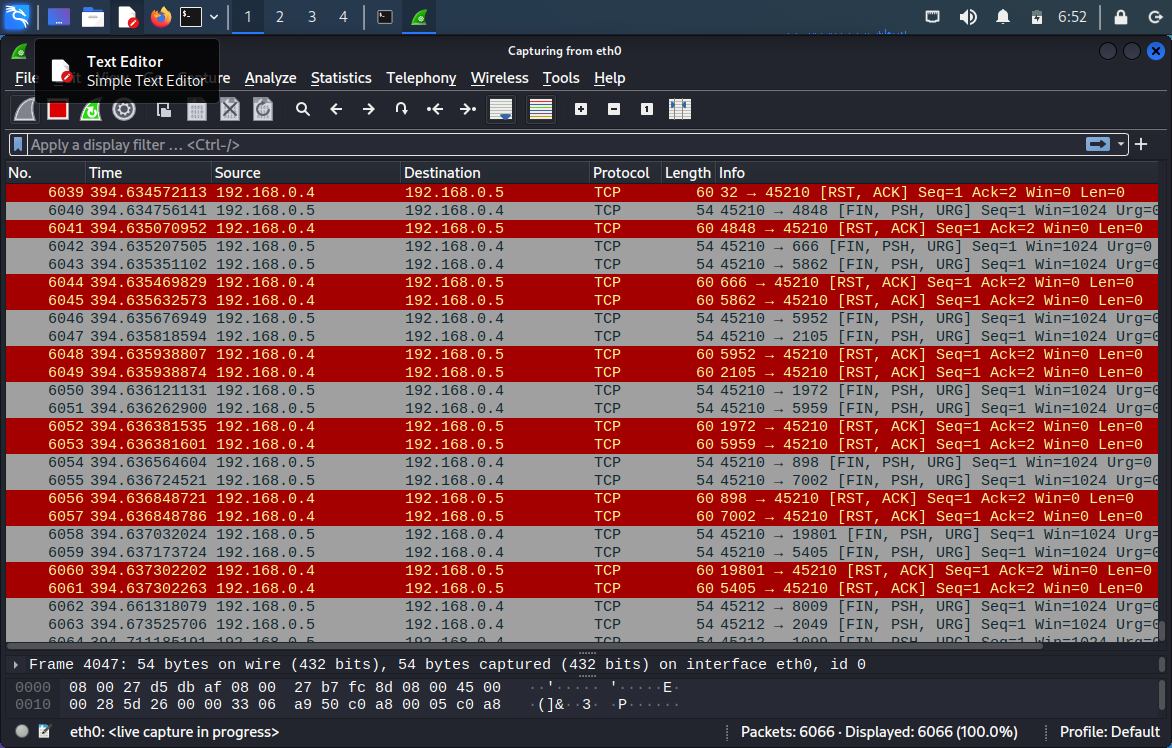 1 2 3 4 6:52
Capturing from eth0
Text Editor
Simple Text Editor
File Analyze Statistics Telephony Wireless Tools Help
Apply a display filter ... <Ctrl-/>
No. Time Source Destination Protocol Length Info
6039 394.634572113 192.168.0.4 192.168.0.5 TCP 60 32 → 45210 [RST, ACK] Seq=1 Ack=2 Win=0 Len=0
6040 394.634756141 192.168.0.5 192.168.0.4 TCP 54 45210 → 4848 [FIN, PSH, URG] Seq=1 Win=1024 Urg=0
6041 394.635070952 192.168.0.4 192.168.0.5 TCP 60 4848 → 45210 [RST, ACK] Seq=1 Ack=2 Win=0 Len=0
6042 394.635207505 192.168.0.5 192.168.0.4 TCP 54 45210 → 666 [FIN, PSH, URG] Seq=1 Win=1024 Urg=0
6043 394.635351102 192.168.0.5 192.168.0.4 TCP 54 45210 → 5862 [FIN, PSH, URG] Seq=1 Win=1024 Urg=0
6044 394.635469829 192.168.0.4 192.168.0.5 TCP 60 666 → 45210 [RST, ACK] Seq=1 Ack=2 Win=0 Len=0
6045 394.635632573 192.168.0.4 192.168.0.5 TCP 60 5862 → 45210 [RST, ACK] Seq=1 Ack=2 Win=0 Len=0
6046 394.635676949 192.168.0.5 192.168.0.4 TCP 54 45210 → 5952 [FIN, PSH, URG] Seq=1 Win=1024 Urg=0
6047 394.635818594 192.168.0.5 192.168.0.4 TCP 54 45210 → 2105 [FIN, PSH, URG] Seq=1 Win=1024 Urg=0
6048 394.635938807 192.168.0.4 192.168.0.5 TCP 60 5952 → 45210 [RST, ACK] Seq=1 Ack=2 Win=0 Len=0
6049 394.635938874 192.168.0.4 192.168.0.5 TCP 60 2105 → 45210 [RST, ACK] Seq=1 Ack=2 Win=0 Len=0
6050 394.636121131 192.168.0.5 192.168.0.4 TCP 54 45210 → 1972 [FIN, PSH, URG] Seq=1 Win=1024 Urg=0
6051 394.636262900 192.168.0.5 192.168.0.4 TCP 54 45210 → 5959 [FIN, PSH, URG] Seq=1 Win=1024 Urg=0
6052 394.636381535 192.168.0.4 192.168.0.5 TCP 60 1972 → 45210 [RST, ACK] Seq=1 Ack=2 Win=0 Len=0
6053 394.636381601 192.168.0.4 192.168.0.5 TCP 60 5959 → 45210 [RST, ACK] Seq=1 Ack=2 Win=0 Len=0
6054 394.636564604 192.168.0.5 192.168.0.4 TCP 54 45210 → 898 [FIN, PSH, URG] Seq=1 Win=1024 Urg=0
6055 394.636724521 192.168.0.5 192.168.0.4 TCP 54 45210 → 7002 [FIN, PSH, URG] Seq=1 Win=1024 Urg=0
6056 394.636848721 192.168.0.4 192.168.0.5 TCP 60 898 → 45210 [RST, ACK] Seq=1 Ack=2 Win=0 Len=0
6057 394.636848786 192.168.0.4 192.168.0.5 TCP 60 7002 → 45210 [RST, ACK] Seq=1 Ack=2 Win=0 Len=0
6058 394.637032024 192.168.0.5 192.168.0.4 TCP 54 45210 → 19801 [FIN, PSH, URG] Seq=1 Win=1024 Urg=
6059 394.637173724 192.168.0.5 192.168.0.4 TCP 54 45210 → 5405 [FIN, PSH, URG] Seq=1 Win=1024 Urg=0
6060 394.637302202 192.168.0.4 192.168.0.5 TCP 60 19801 → 45210 [RST, ACK] Seq=1 Ack=2 Win=0 Len=0
6061 394.637302263 192.168.0.4 192.168.0.5 TCP 60 5405 → 45210 [RST, ACK] Seq=1 Ack=2 Win=0 Len=0
6062 394.661318079 192.168.0.5 192.168.0.4 TCP 54 45212 → 8009 [FIN, PSH, URG] Seq=1 Win=1024 Urg=0
6063 394.673525706 192.168.0.5 192.168.0.4 TCP 54 45212 → 2049 [FIN, PSH, URG] Seq=1 Win=1024 Urg=0
6064 394.711185191 192.168.0.5 192.168.0.4 TCP 54 45212 → 1099 [FIN, PSH, URG] Seq=1 Win=1024 Urg=0
Frame 4047: 54 bytes on wire (432 bits), 54 bytes captured (432 bits) on interface eth0, id 0
0000 08 00 27 d5 db af 08 00 27 b7 fc 8d 08 00 45 00 ··'····· '·····E·
0010 00 28 5d 26 00 00 33 06 a9 50 c0 a8 00 05 c0 a8 ·(]&··3· ·P······
eth0: <live capture in progress> Packets: 6066 · Displayed: 6066 (100.0%) Profile: Default